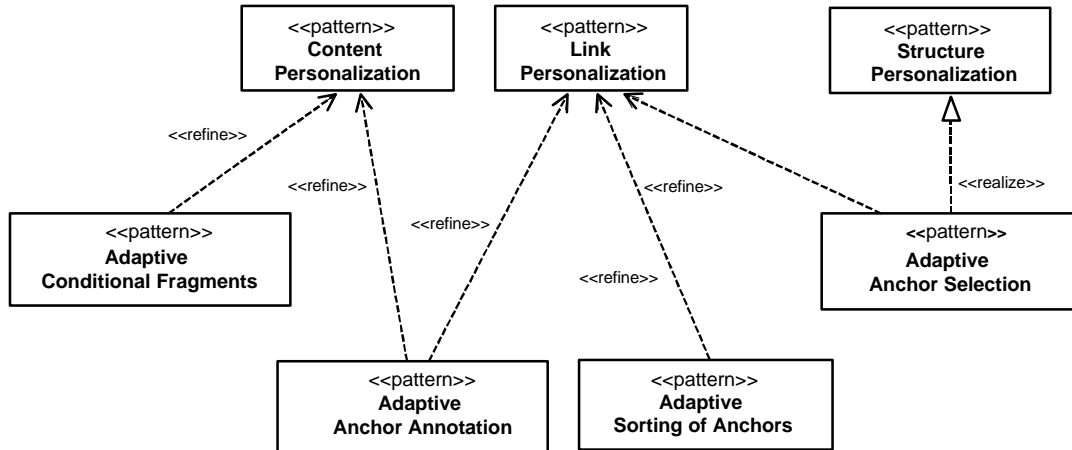 <<pattern>>
Content
Personalization
<<pattern>>
Link
Personalization
<<pattern>>
Structure
Personalization
<<refine>>
<<refine>>
<<refine>>
<<realize>>
<<refine>>
<<refine>>
<<pattern>>
Adaptive
Conditional Fragments
<<pattern>>
Adaptive
Anchor Selection
<<pattern>>
Adaptive
Anchor Annotation
<<pattern>>
Adaptive
Sorting of Anchors